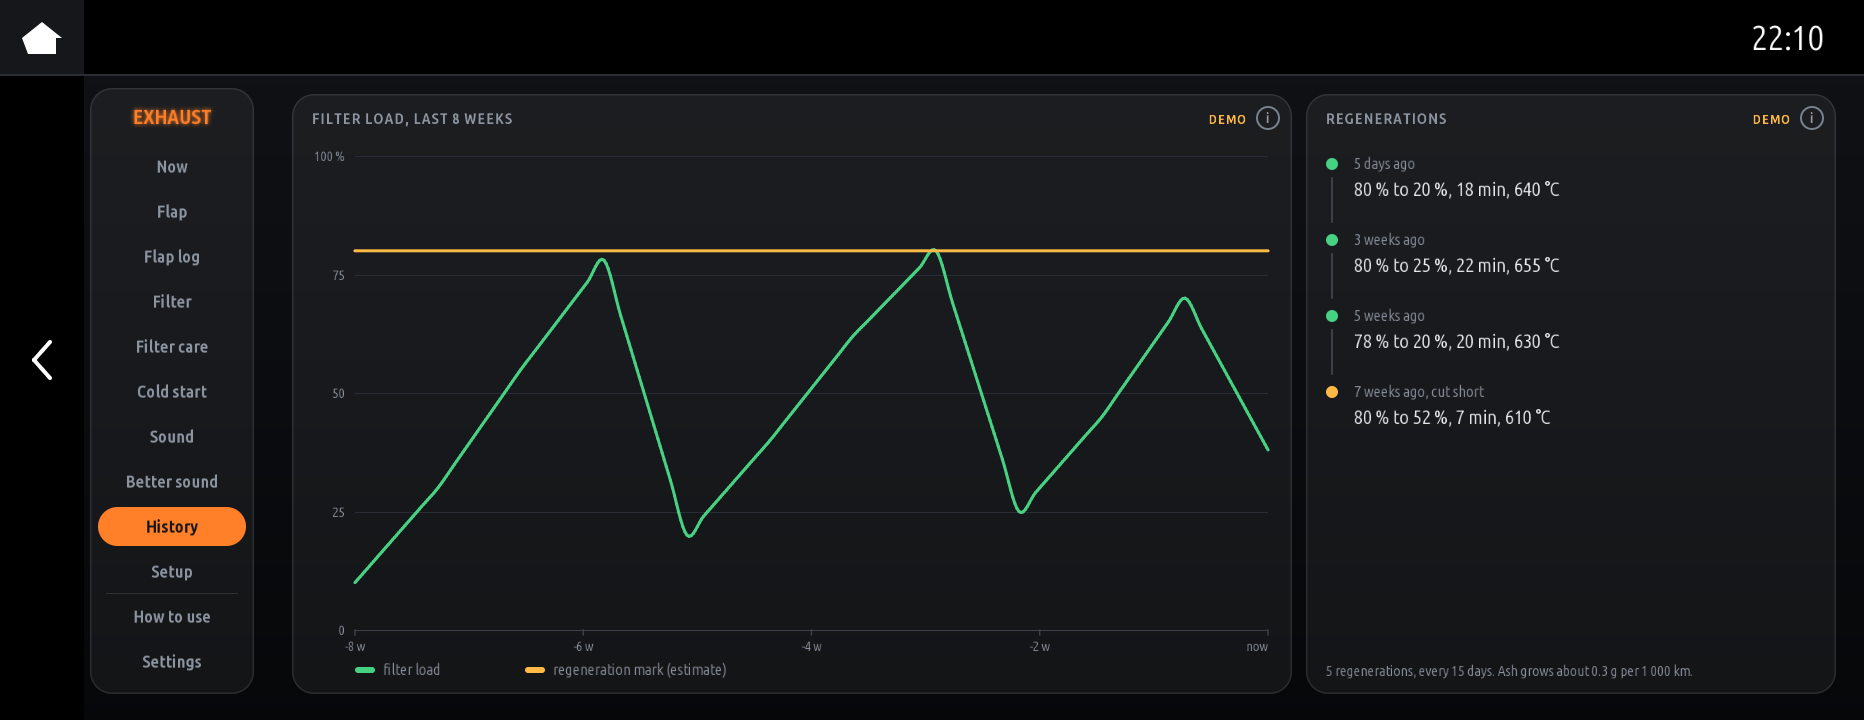 22:10
EXHAUST
Now
Flap
Flap log
Filter
Filter care
Cold start
Sound
Better sound
History
Setup
How to use
Settings
FILTER LOAD, LAST 8 WEEKS
DEMO
i
100 %
75
50
25
0
-8 w
-6 w
-4 w
-2 w
now
filter load
regeneration mark (estimate)
REGENERATIONS
DEMO
i
5 days ago
80 % to 20 %, 18 min, 640 °C
3 weeks ago
80 % to 25 %, 22 min, 655 °C
5 weeks ago
78 % to 20 %, 20 min, 630 °C
7 weeks ago, cut short
80 % to 52 %, 7 min, 610 °C
5 regenerations, every 15 days. Ash grows about 0.3 g per 1 000 km.